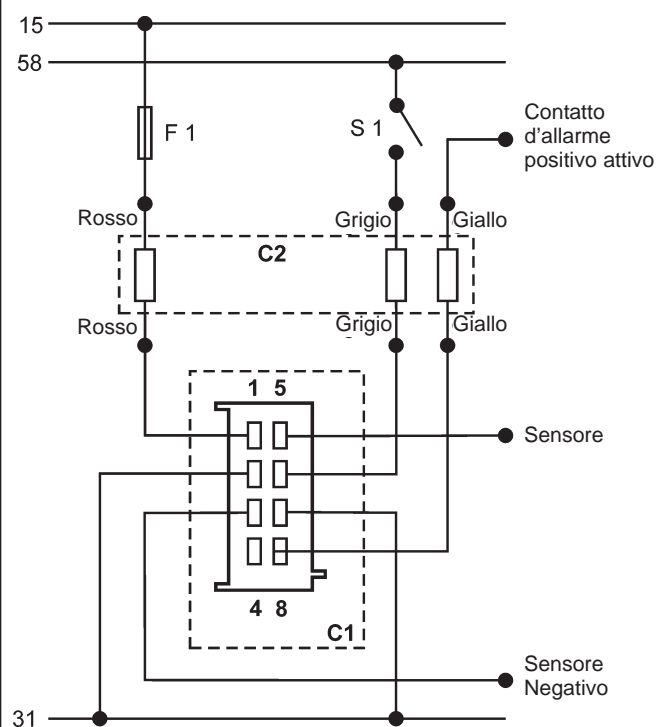 15
58
F 1
S 1
Contatto
d'allarme
positivo attivo
Rosso
Grigio
Giallo
C2
Rosso
Grigio
Giallo
1 5
Sensore
4 8
C1
Sensore
Negativo
31